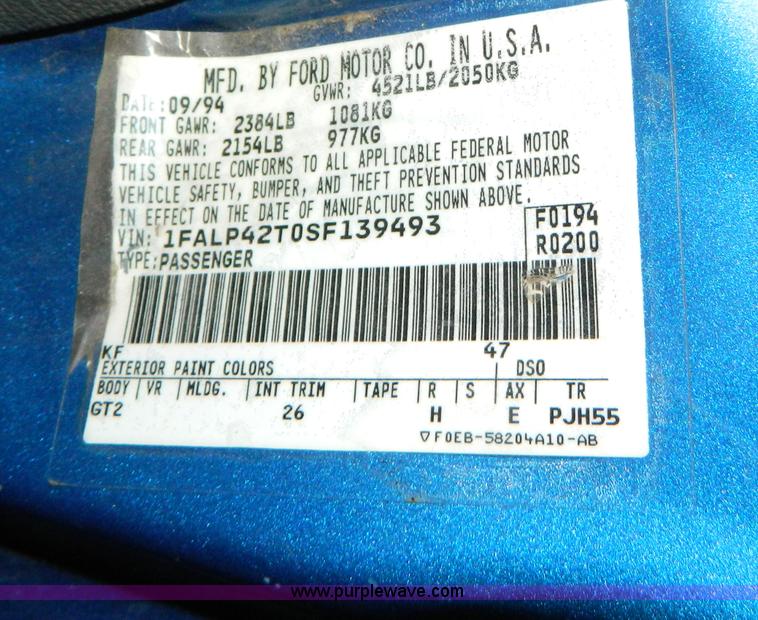 MFD. BY FORD MOTOR CO. IN U.S.A.
DATE: 09/94 GVWR: 4521LB/2050KG
FRONT GAWR: 2384LB 1081KG
REAR GAWR: 2154LB 977KG
THIS VEHICLE CONFORMS TO ALL APPLICABLE FEDERAL MOTOR
VEHICLE SAFETY, BUMPER, AND THEFT PREVENTION STANDARDS
IN EFFECT ON THE DATE OF MANUFACTURE SHOWN ABOVE.
VIN: 1FALP42T0SF139493 F0194
TYPE: PASSENGER R0200
KF 47
EXTERIOR PAINT COLORS DSO
BODY VR MLDG. INT TRIM TAPE R S AX TR
GT2 26 H E PJH55
▽F0EB-58204A10-AB
www.purplewave.com